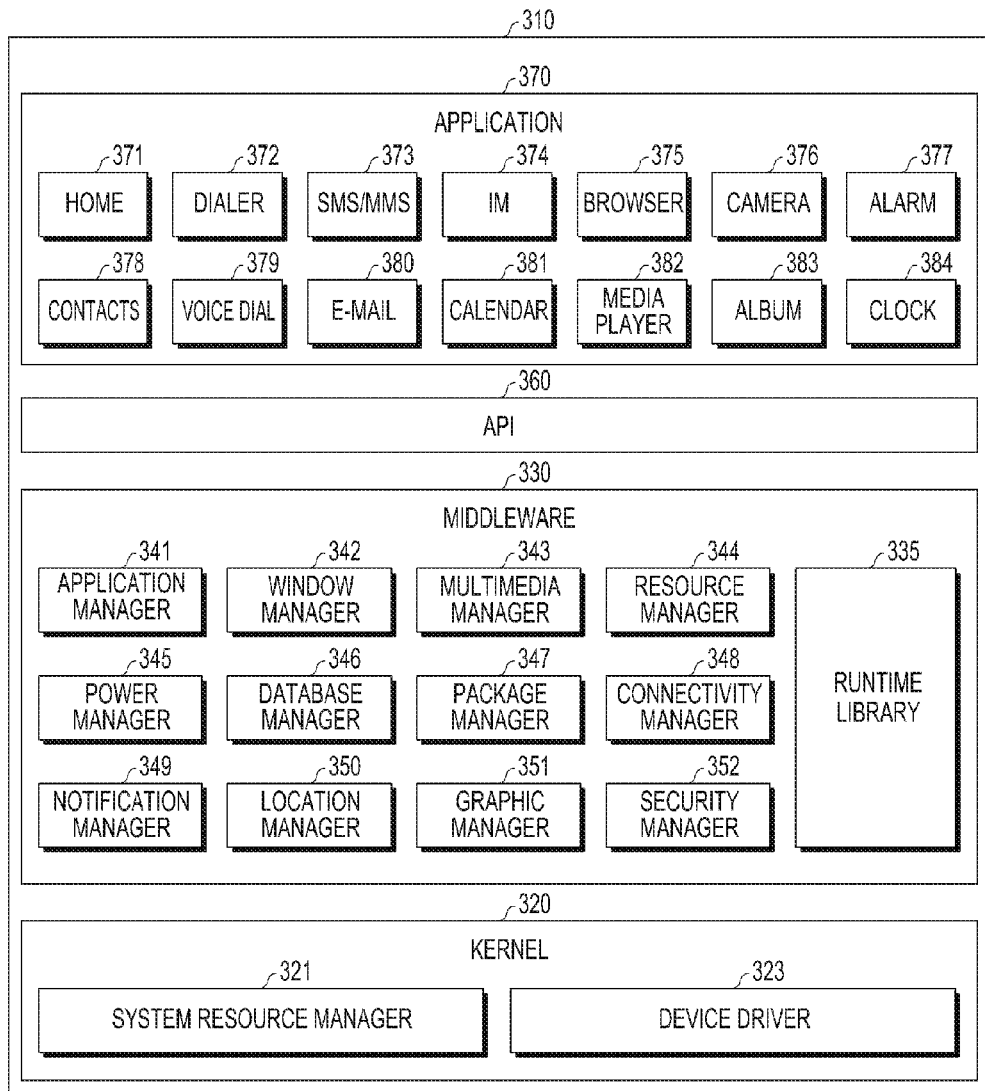 310
370
APPLICATION
371 372 373 374 375 376 377
HOME DIALER SMS/MMS IM BROWSER CAMERA ALARM
378 379 380 381 382 383 384
CONTACTS VOICE DIAL E-MAIL CALENDAR MEDIA PLAYER ALBUM CLOCK
360
API
330
MIDDLEWARE
341 342 343 344 335
APPLICATION MANAGER WINDOW MANAGER MULTIMEDIA MANAGER RESOURCE MANAGER
345 346 347 348
POWER MANAGER DATABASE MANAGER PACKAGE MANAGER CONNECTIVITY MANAGER RUNTIME LIBRARY
349 350 351 352
NOTIFICATION MANAGER LOCATION MANAGER GRAPHIC MANAGER SECURITY MANAGER
320
KERNEL
321 323
SYSTEM RESOURCE MANAGER DEVICE DRIVER